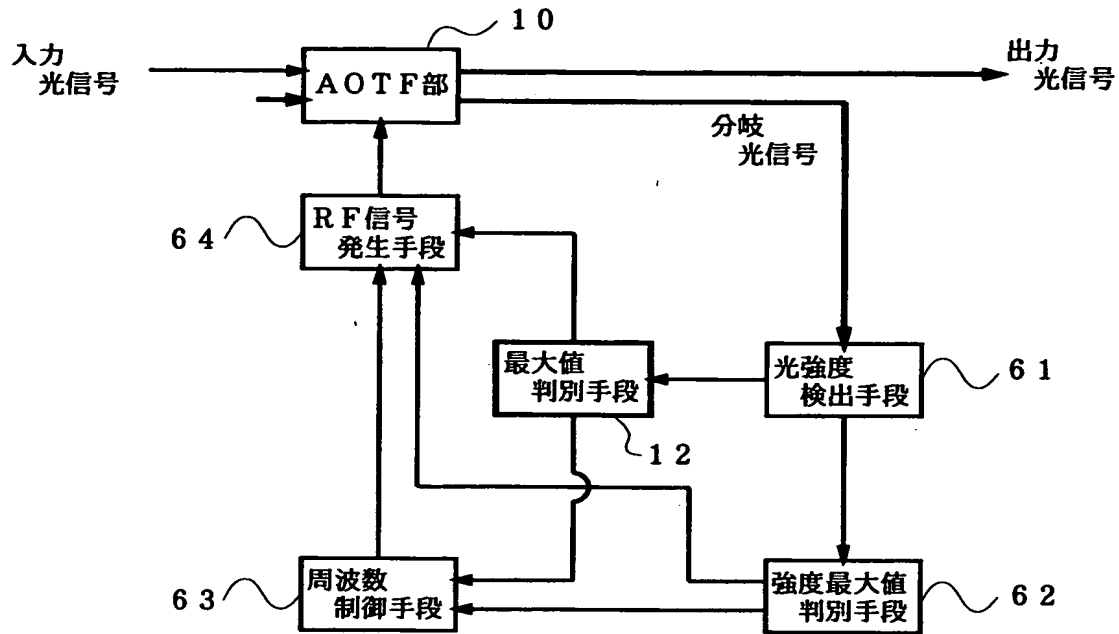 １０
入力
光信号
ＡＯＴＦ部
出力
光信号
分岐
光信号
６４
ＲＦ信号
発生手段
最大値
判別手段
１２
光強度
検出手段
６１
６３
周波数
制御手段
強度最大値
判別手段
６２